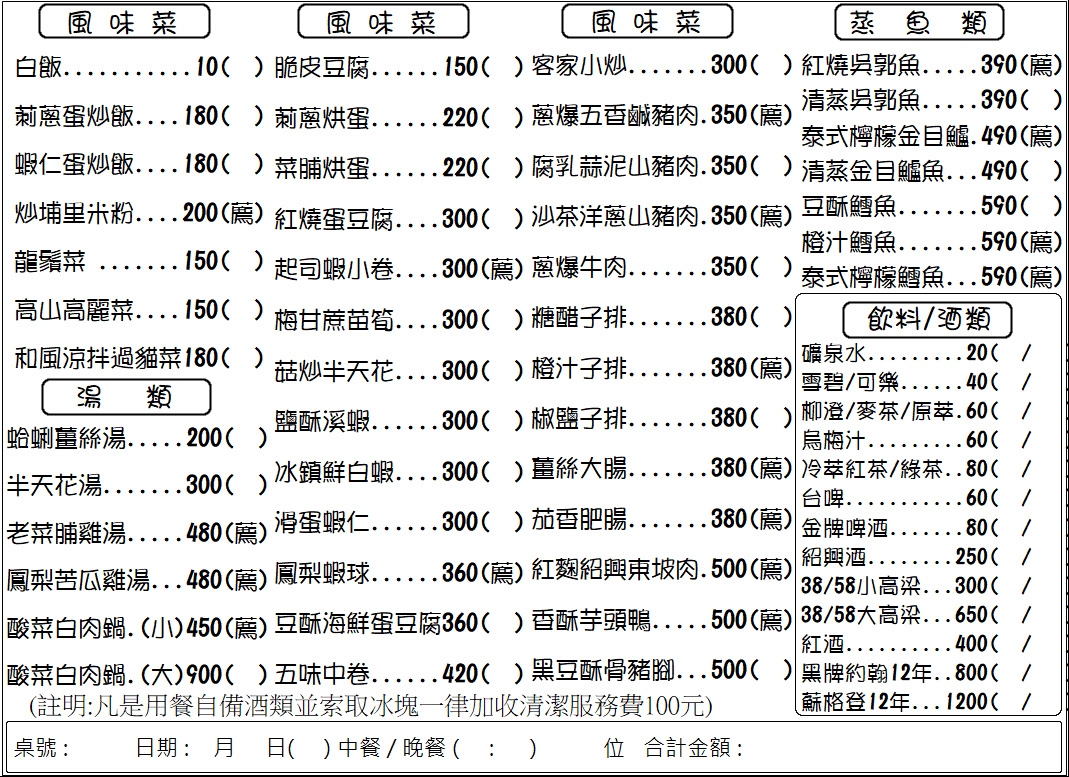 風味菜
白飯...........10(  )
蔥蛋炒飯....180(  )
蝦仁蛋炒飯....180(  )
炒埔里米粉....200(薦)
龍鬚菜 .......150(  )
高山高麗菜....150(  )
和風涼拌過貓菜180(  )
湯類
蛤蜊薑絲湯.....200(  )
半天花湯.......300(  )
老菜脯雞湯....480(薦)
鳳梨苦瓜雞湯...480(薦)
酸菜白肉鍋.(小)450(薦)
酸菜白肉鍋.(大)900(  )
風味菜
脆皮豆腐......150(  )
蔥烘蛋......220(  )
菜脯烘蛋......220(  )
紅燒蛋豆腐....300(  )
起司蝦小卷....300(薦)
梅甘蔗苗筍....300(  )
菇炒半天花....300(  )
鹽酥溪蝦......300(  )
冰鎮鮮白蝦....300(  )
滑蛋蝦仁......300(  )
鳳梨蝦球......360(薦)
豆酥海鮮蛋豆腐360(  )
五味中卷......420(  )
風味菜
客家小炒.......300(  )
蔥爆五香鹹豬肉.350(薦)
腐乳蒜泥山豬肉.350(  )
沙茶洋蔥山豬肉.350(薦)
蔥爆牛肉.......350(  )
糖醋子排.......380(  )
橙汁子排.......380(薦)
椒鹽子排.......380(  )
薑絲大腸.......380(薦)
茄香肥腸.......380(薦)
紅麴紹興東坡肉.500(薦)
香酥芋頭鴨.....500(薦)
黑豆酥骨豬腳...500(  )
蒸魚類
紅燒吳郭魚.....390(薦)
清蒸吳郭魚.....390(  )
泰式檸檬金目鱸.490(薦)
清蒸金目鱸魚...490(  )
豆酥鱈魚.......590(  )
橙汁鱈魚.......590(薦)
泰式檸檬鱈魚...590(薦)
飲料/酒類
礦泉水.........20(  /
雪碧/可樂......40(  /
柳澄/麥茶/原萃.60(  /
烏梅汁.........60(  /
冷萃紅茶/綠茶..80(  /
台啤...........60(  /
金牌啤酒.......80(  /
紹興酒........250(  /
38/58小高梁...300(  /
38/58大高梁...650(  /
紅酒..........400(  /
黑牌約翰12年..800(  /
蘇格登12年...1200(  /
(註明:凡是用餐自備酒類並索取冰塊一律加收清潔服務費100元)
桌號： 日期： 月 日( )中餐/晚餐( : ) 位 合計金額：